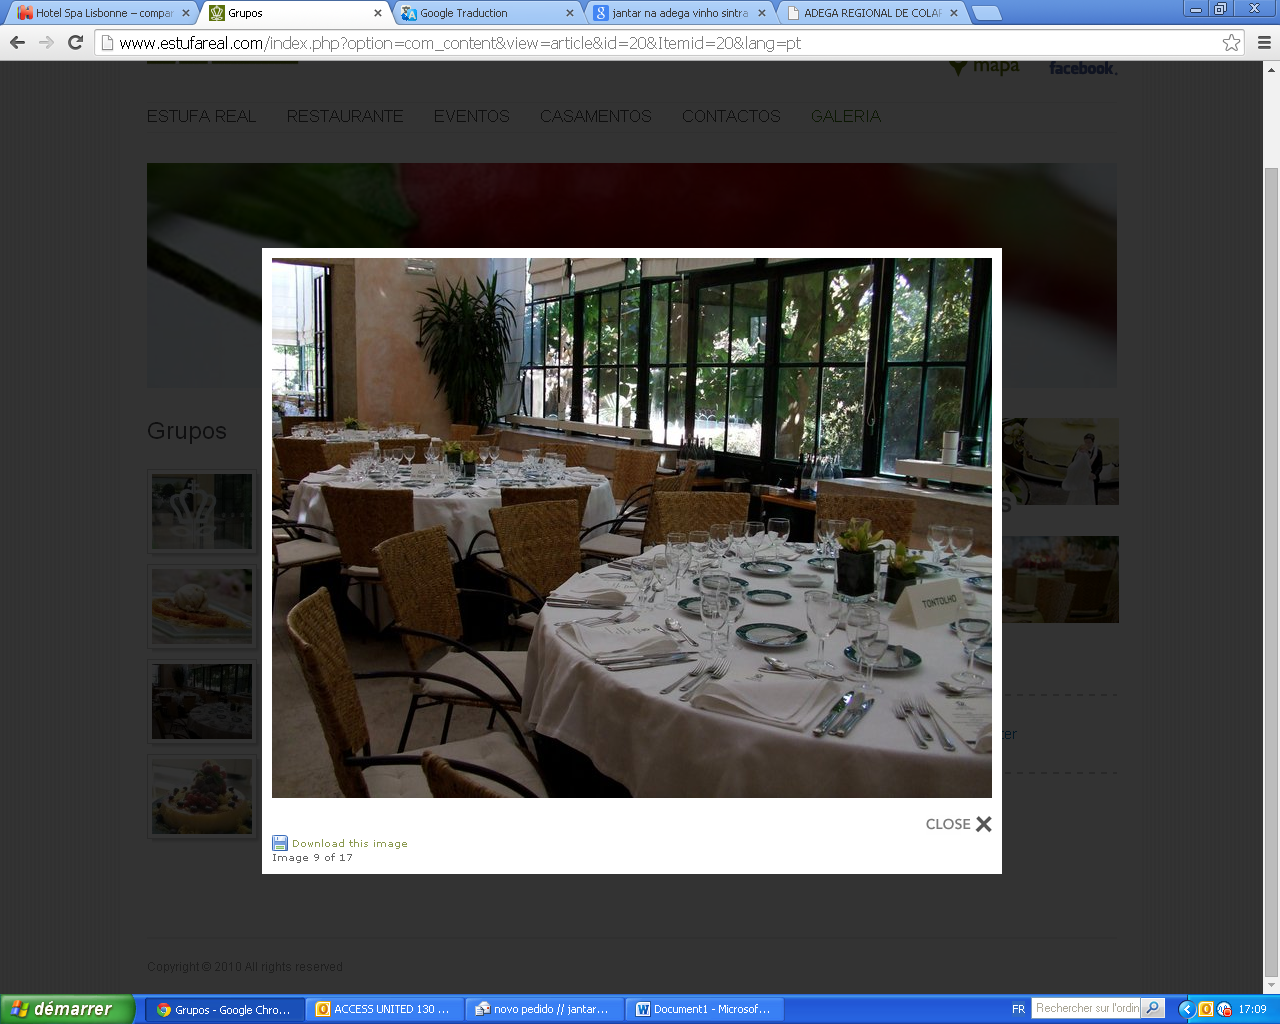 Hotel Spa Lisbonne – compar
Grupos
Google Traduction
jantar na adega vinho sintra
ADEGA REGIONAL DE COLAR
www.estufareal.com/index.php?option=com_content&view=article&id=20&Itemid=20&lang=pt
mapa
facebook.
ESTUFA REAL
RESTAURANTE
EVENTOS
CASAMENTOS
CONTACTOS
GALERIA
Grupos
TONTOLHO
CLOSE
Download this image
Image 9 of 17
Copyright © 2010 All rights reserved
démarrer
Grupos - Google Chro...
ACCESS UNITED 130 ...
novo pedido // jantar...
Document1 - Microsof...
FR
Rechercher sur l'ordin
17:09